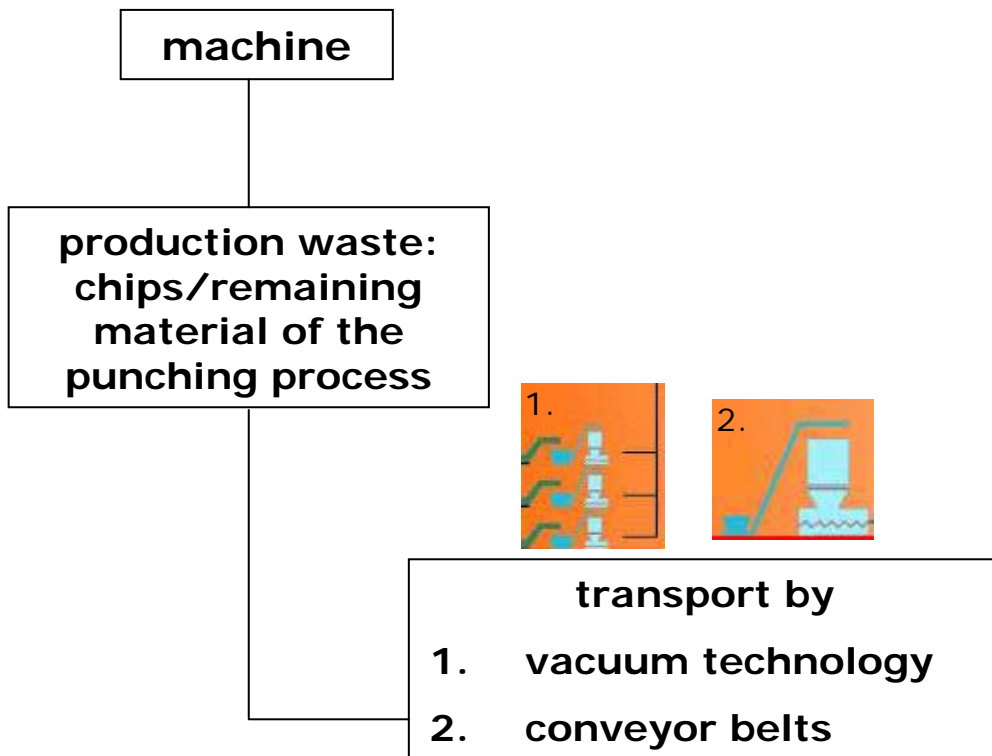 machine
production waste:
chips/remaining
material of the
punching process
1.
2.
transport by
1. vacuum technology
2. conveyor belts